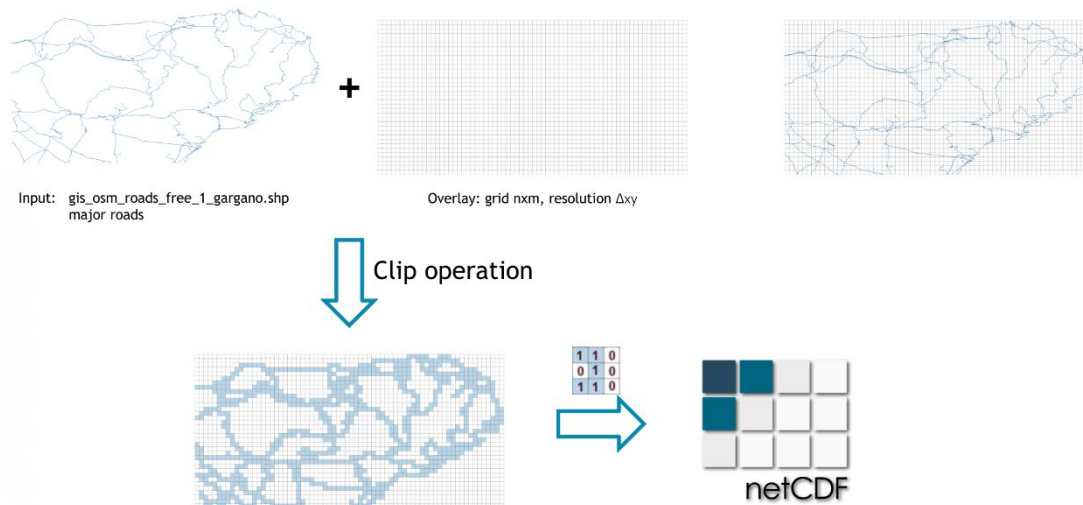 +
Input: gis_osm_roads_free_1_gargano.shp
major roads
Overlay: grid nxm, resolution Δxy
Clip operation
1 1 0
0 1 0
1 1 0
netCDF